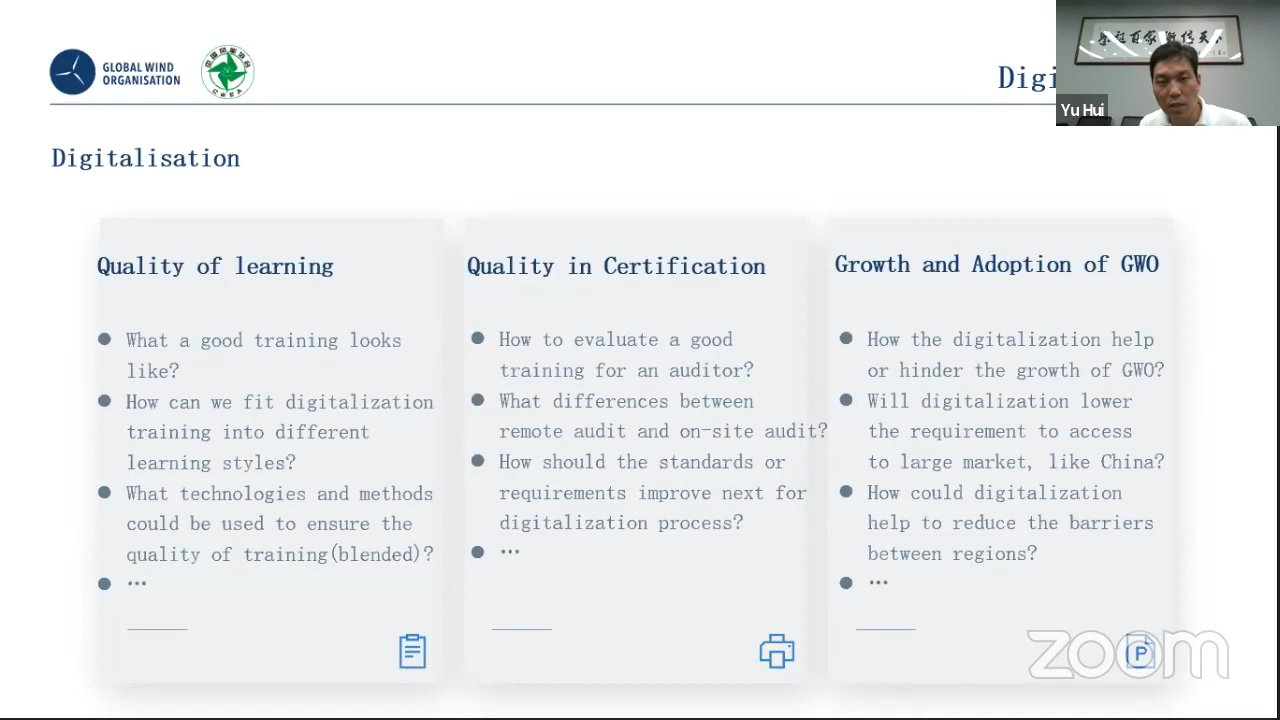 GLOBAL WIND
ORGANISATION
CWEA
Digi
Yu Hui
Digitalisation
Quality of learning
What a good training looks
like?
How can we fit digitalization
training into different
learning styles?
What technologies and methods
could be used to ensure the
quality of training(blended)?
…
Quality in Certification
How to evaluate a good
training for an auditor?
What differences between
remote audit and on-site audit?
How should the standards or
requirements improve next for
digitalization process?
…
Growth and Adoption of GWO
How the digitalization help
or hinder the growth of GWO?
Will digitalization lower
the requirement to access
to large market, like China?
How could digitalization
help to reduce the barriers
between regions?
…
P
zoom